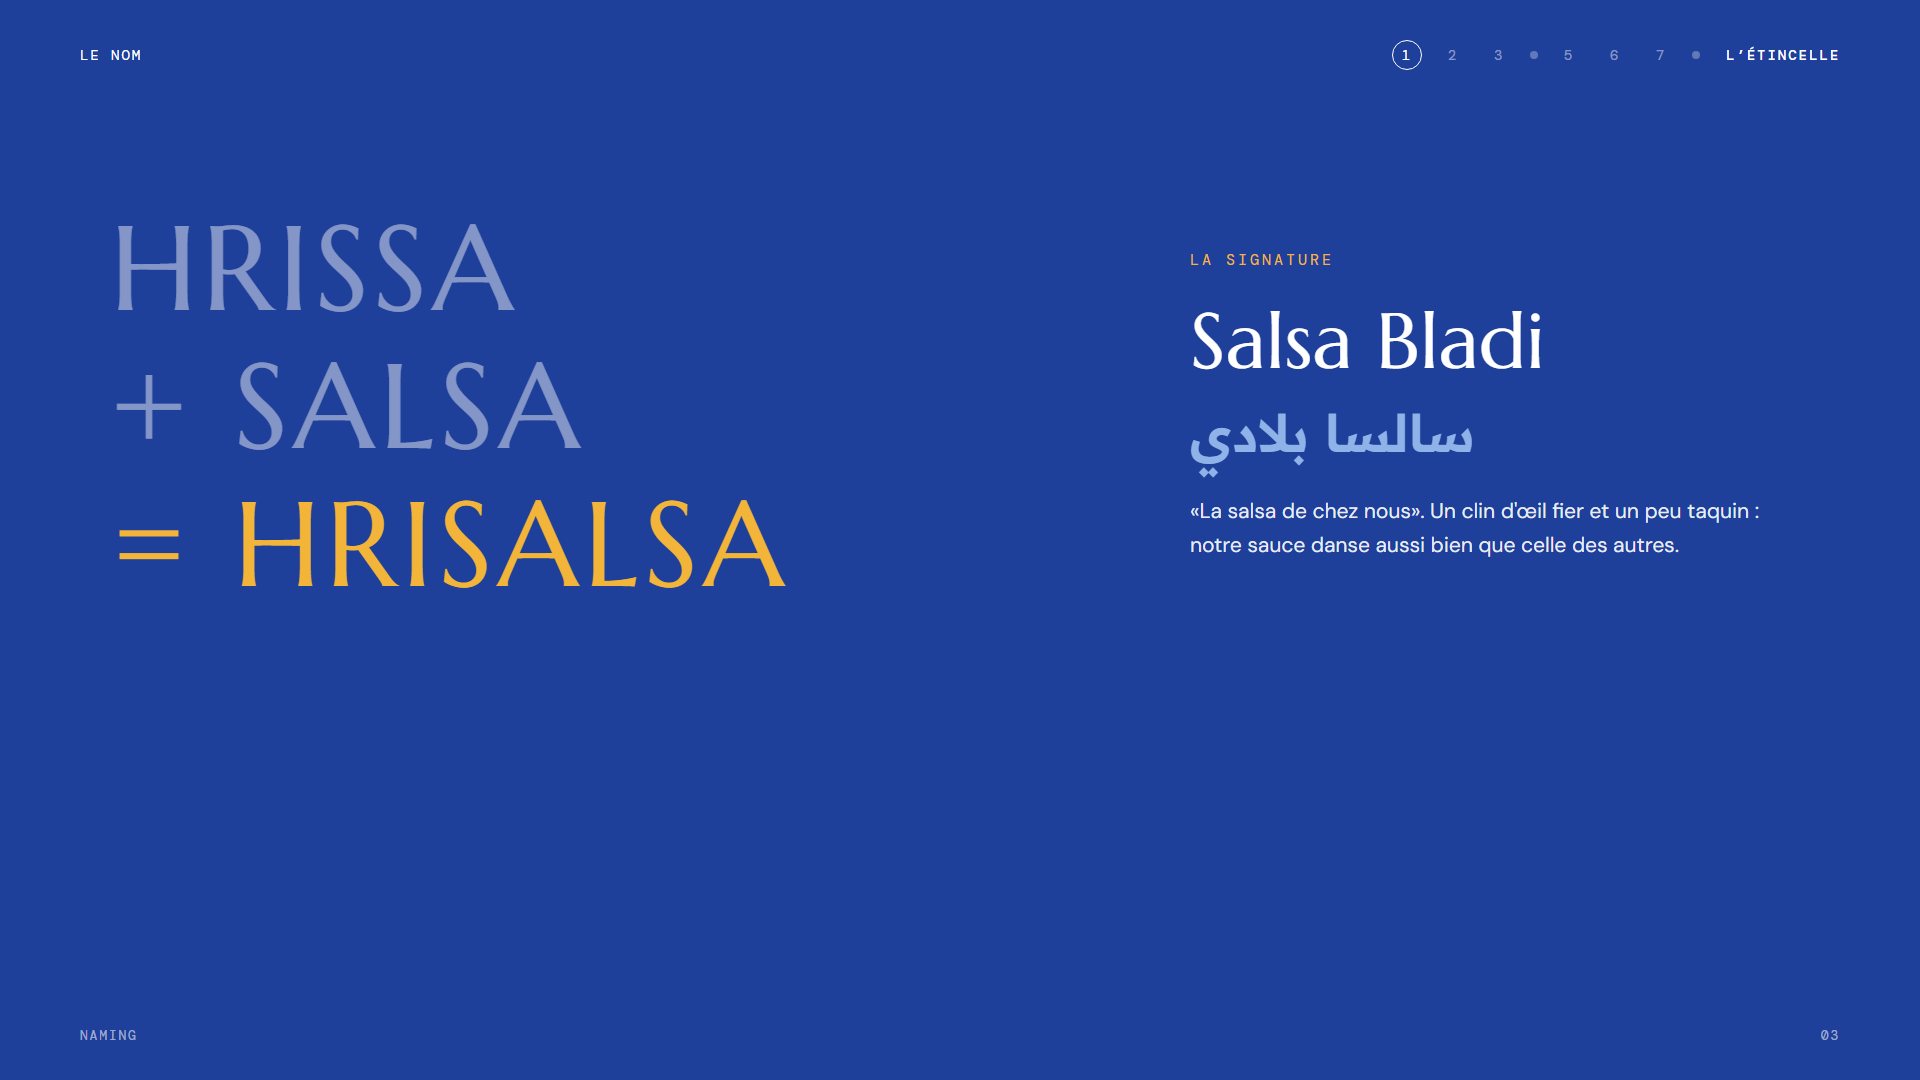 LE NOM
1 2 3 • 5 6 7 • L’ÉTINCELLE
HRISSA
+ SALSA
= HRISALSA
LA SIGNATURE
Salsa Bladi
سالسا بلادي
«La salsa de chez nous». Un clin d'œil fier et un peu taquin :
notre sauce danse aussi bien que celle des autres.
NAMING
03